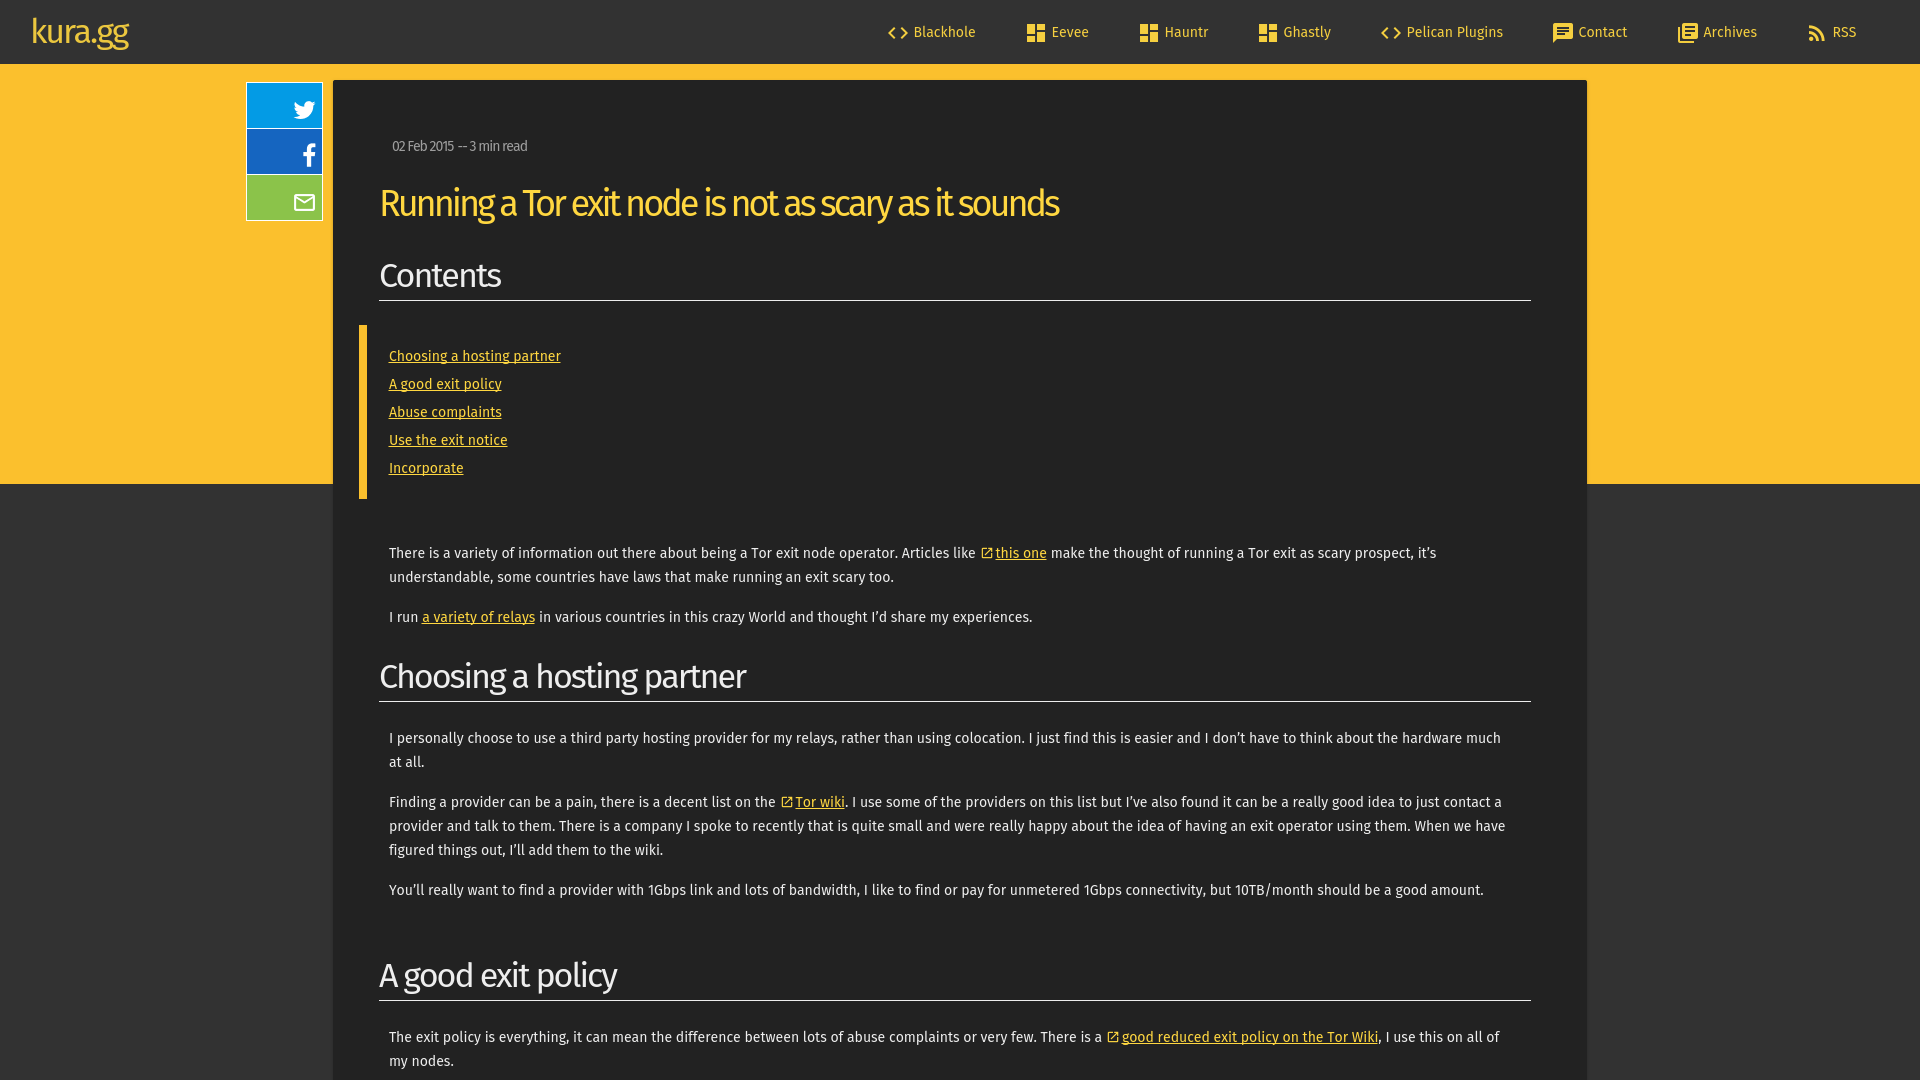 kura.gg
Blackhole
Eevee
Hauntr
Ghastly
Pelican Plugins
Contact
Archives
RSS
02 Feb 2015 -- 3 min read
Running a Tor exit node is not as scary as it sounds
Contents
Choosing a hosting partner
A good exit policy
Abuse complaints
Use the exit notice
Incorporate
There is a variety of information out there about being a Tor exit node operator. Articles like this one make the thought of running a Tor exit as scary prospect, it’s
understandable, some countries have laws that make running an exit scary too.
I run a variety of relays in various countries in this crazy World and thought I’d share my experiences.
Choosing a hosting partner
I personally choose to use a third party hosting provider for my relays, rather than using colocation. I just find this is easier and I don’t have to think about the hardware much
at all.
Finding a provider can be a pain, there is a decent list on the Tor wiki. I use some of the providers on this list but I’ve also found it can be a really good idea to just contact a
provider and talk to them. There is a company I spoke to recently that is quite small and were really happy about the idea of having an exit operator using them. When we have
figured things out, I’ll add them to the wiki.
You’ll really want to find a provider with 1Gbps link and lots of bandwidth, I like to find or pay for unmetered 1Gbps connectivity, but 10TB/month should be a good amount.
A good exit policy
The exit policy is everything, it can mean the difference between lots of abuse complaints or very few. There is a good reduced exit policy on the Tor Wiki, I use this on all of
my nodes.